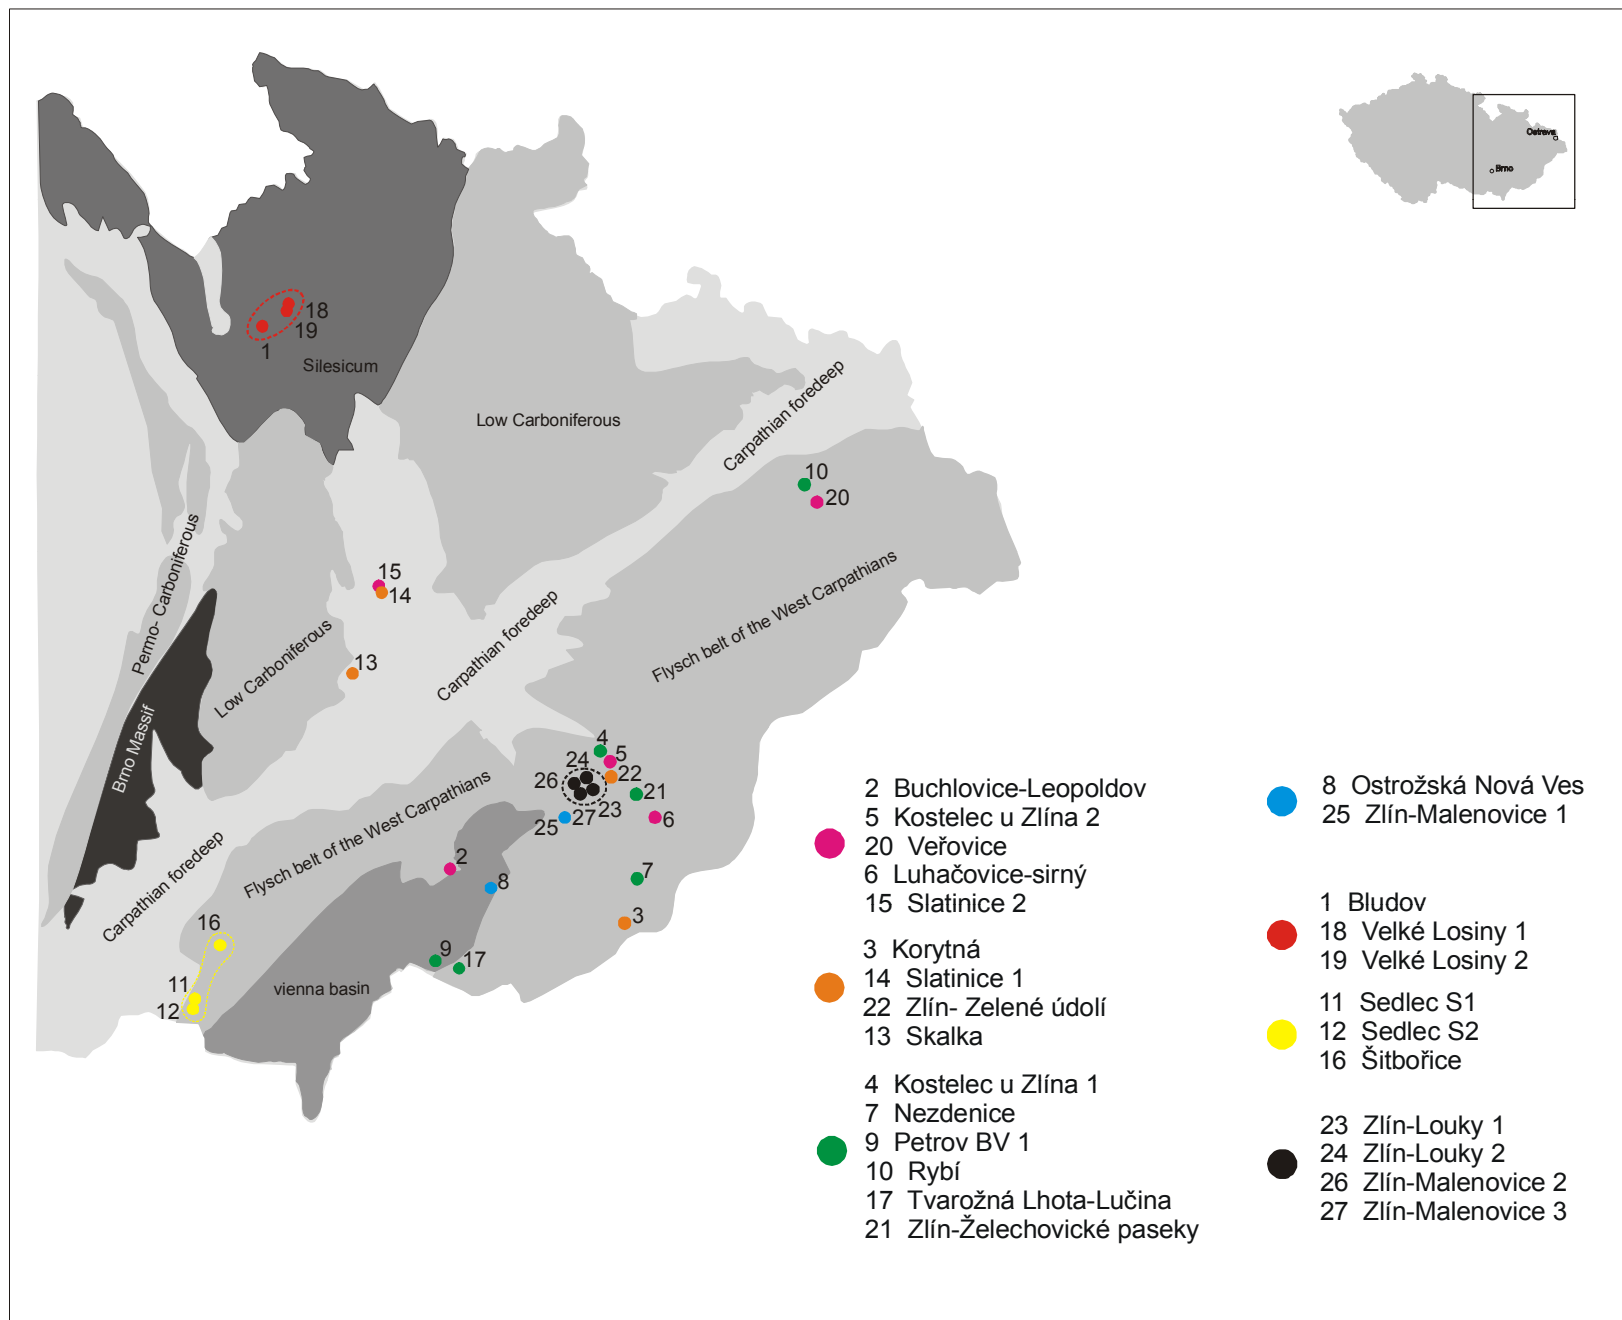 Ostrava
Brno
18
19
1
Silesicum
Low Carboniferous
Carpathian foredeep
10
20
Permo- Carboniferous
15
14
Flysch belt of the West Carpathians
Carpathian foredeep
Low Carboniferous
13
Brno Massif
4
24
5
26
22
21
23
25
27
6
Flysch belt of the West Carpathians
2
8
7
Carpathian foredeep
16
3
9
17
vienna basin
11
12
2 Buchlovice-Leopoldov
5 Kostelec u Zlína 2
20 Veřovice
6 Luhačovice-sirný
15 Slatinice 2
3 Korytná
14 Slatinice 1
22 Zlín- Zelené údolí
13 Skalka
4 Kostelec u Zlína 1
7 Nezdenice
9 Petrov BV 1
10 Rybí
17 Tvarožná Lhota-Lučina
21 Zlín-Želechovické paseky
8 Ostrožská Nová Ves
25 Zlín-Malenovice 1
1 Bludov
18 Velké Losiny 1
19 Velké Losiny 2
11 Sedlec S1
12 Sedlec S2
16 Šitbořice
23 Zlín-Louky 1
24 Zlín-Louky 2
26 Zlín-Malenovice 2
27 Zlín-Malenovice 3